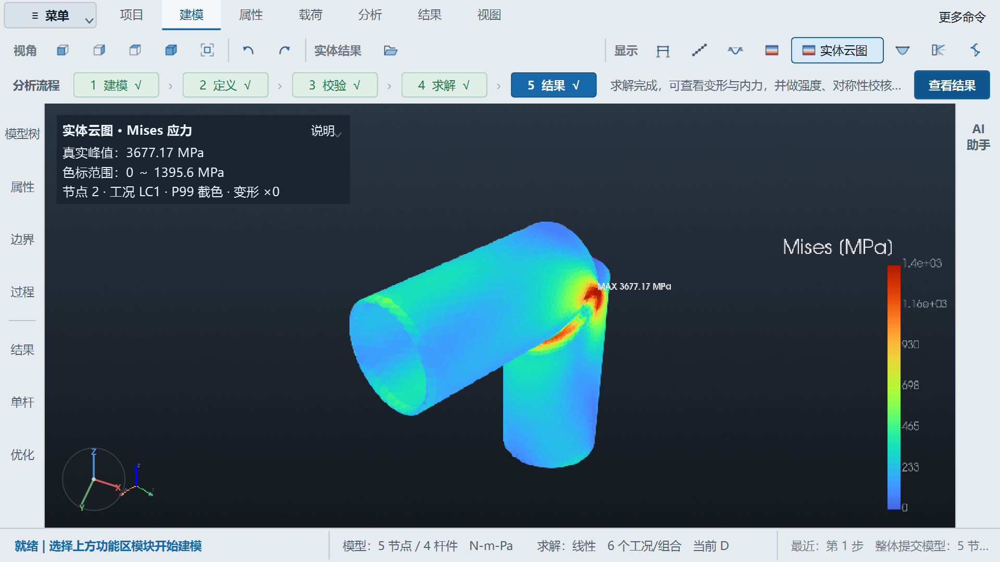 ≡ 菜单 项目 建模 属性 载荷 分析 结果 视图 更多命令
视角 实体结果 显示 实体云图
分析流程 1 建模 √ › 2 定义 √ › 3 校验 √ › 4 求解 √ › 5 结果 √ 求解完成，可查看变形与内力，并做强度、对称性校核... 查看结果
模型树
属性
边界
过程
结果
单杆
优化
实体云图 • Mises 应力 说明
真实峰值：3677.17 MPa
色标范围：0 ~ 1395.6 MPa
节点 2 · 工况 LC1 · P99 截色 · 变形 ×0
MAX 3677.17 MPa
Mises (MPa)
1.4e+03
1.16e+03
930
698
465
233
0
Z
X
Y
AI
助手
就绪 | 选择上方功能区模块开始建模
模型：5 节点 / 4 杆件 N-m-Pa 求解：线性 6 个工况/组合 当前 D
最近：第 1 步 整体提交模型：5 节...